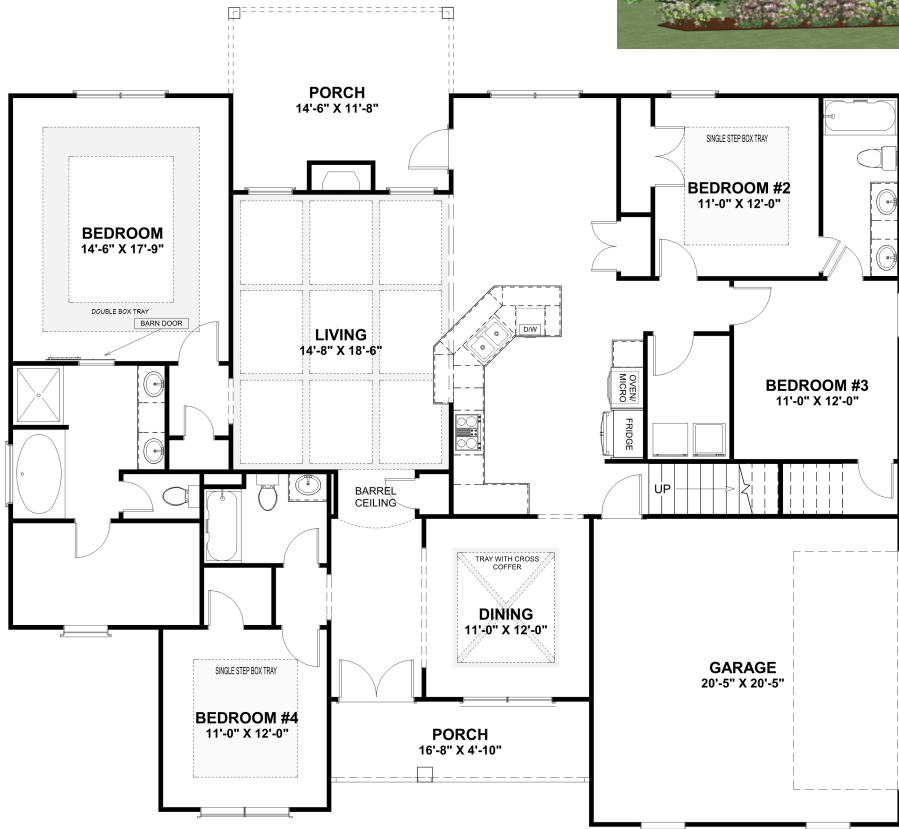 PORCH
14'-6" X 11'-8"
SINGLE STEP BOX TRAY
BEDROOM #2
11'-0" X 12'-0"
BEDROOM
14'-6" X 17'-9"
DOUBLE BOX TRAY
BARN DOOR
LIVING
14'-8" X 18'-6"
D/W
OVEN/
MICRO
FRIDGE
BEDROOM #3
11'-0" X 12'-0"
BARREL
CEILING
UP
TRAY WITH CROSS
COFFER
DINING
11'-0" X 12'-0"
SINGLE STEP BOX TRAY
BEDROOM #4
11'-0" X 12'-0"
GARAGE
20'-5" X 20'-5"
PORCH
16'-8" X 4'-10"